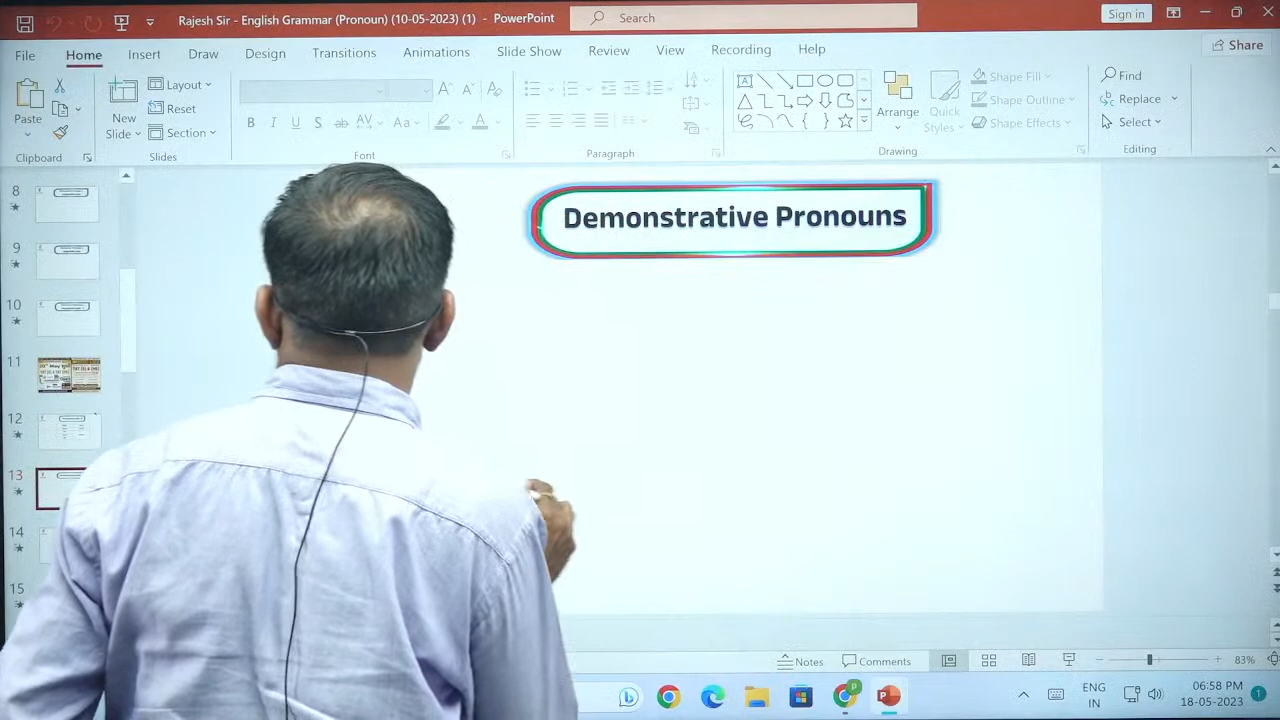 Rajesh Sir - English Grammar (Pronoun) (10-05-2023) (1) - PowerPoint
Search
Sign in
File Home Insert Draw Design Transitions Animations Slide Show Review View Recording Help
Share
Paste
New Slide
Layout
Reset
Section
Aa
Arrange
Quick Styles
Shape Fill
Shape Outline
Shape Effects
Find
Replace
Select
Clipboard Slides Font Paragraph Drawing Editing
8
9
10
11
12
13
14
15
Demonstrative Pronouns
Notes Comments 83%
ENG
IN
06:58 PM
18-05-2023
1